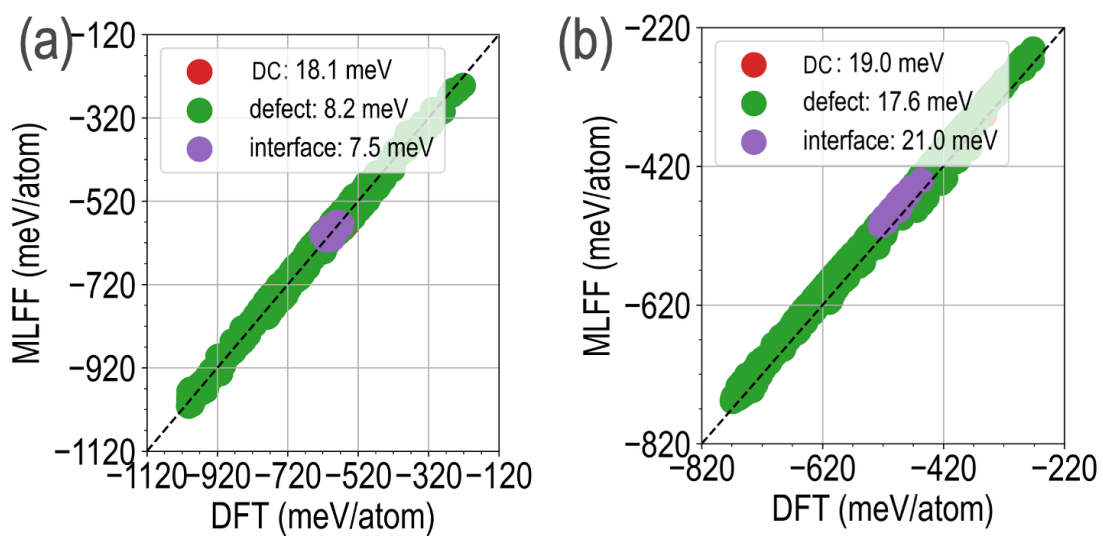 (a)
−120
−320
−520
−720
−920
−1120
MLFF (meV/atom)
DC: 18.1 meV
defect: 8.2 meV
interface: 7.5 meV
−1120 −920 −720 −520 −320 −120
DFT (meV/atom)
(b)
−220
−420
−620
−820
MLFF (meV/atom)
DC: 19.0 meV
defect: 17.6 meV
interface: 21.0 meV
−820 −620 −420 −220
DFT (meV/atom)